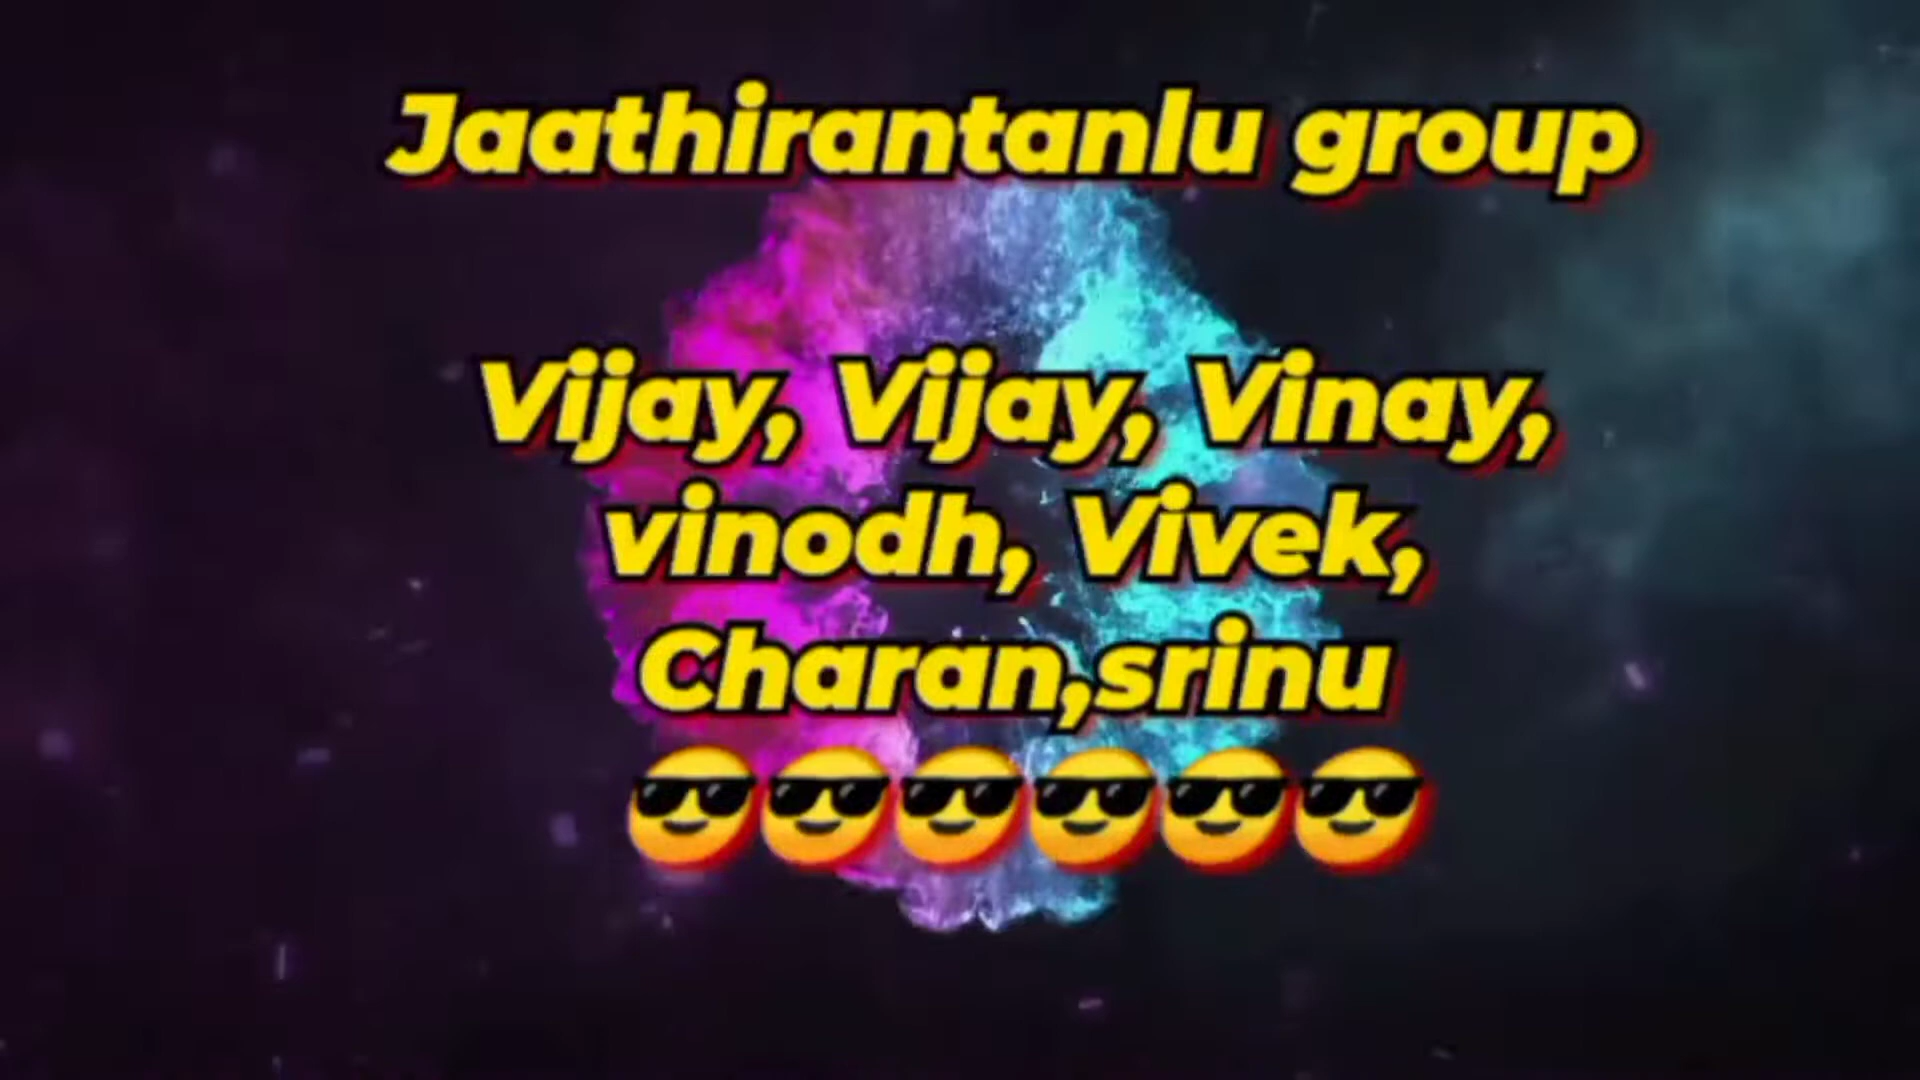 Jaathirantanlu group
Vijay, Vijay, Vinay,
vinodh, Vivek,
Charan,srinu
😎😎😎😎😎😎